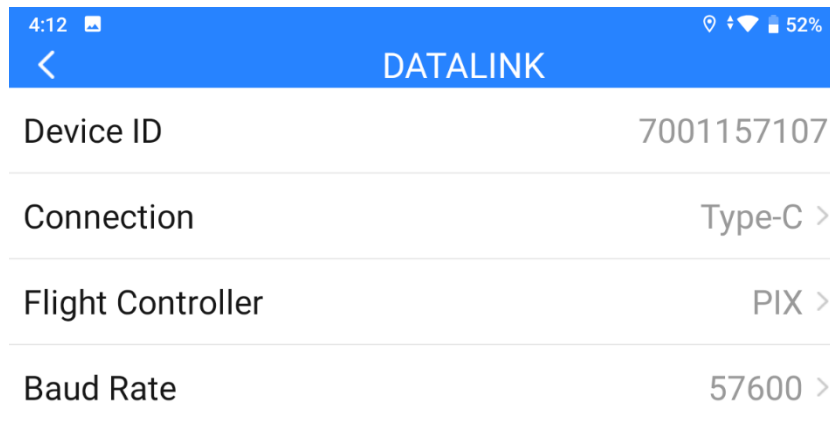 4:12 52%
DATALINK
Device ID 7001157107
Connection Type-C
Flight Controller PIX
Baud Rate 57600